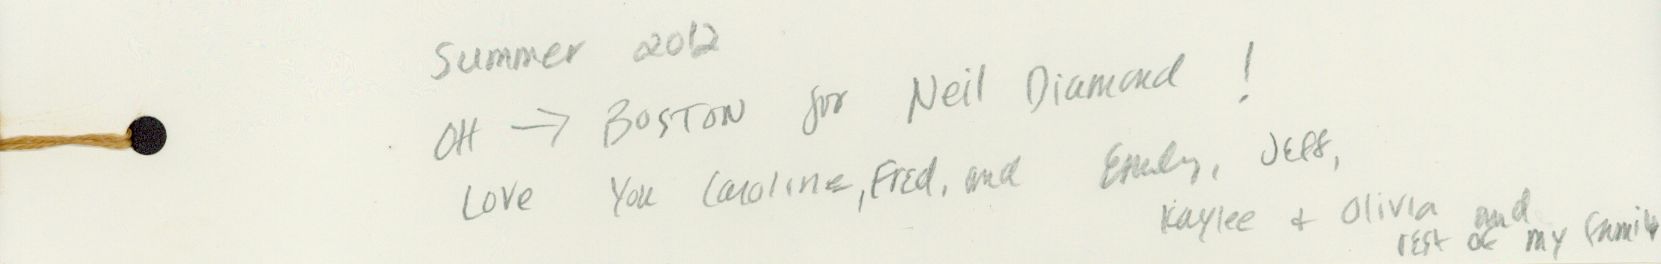 Summer 2012
OH → BOSTON for Neil Diamond !
Love You Caroline, Fred, and Emily, Jeff,
Kaylee + Olivia and
rest of my family